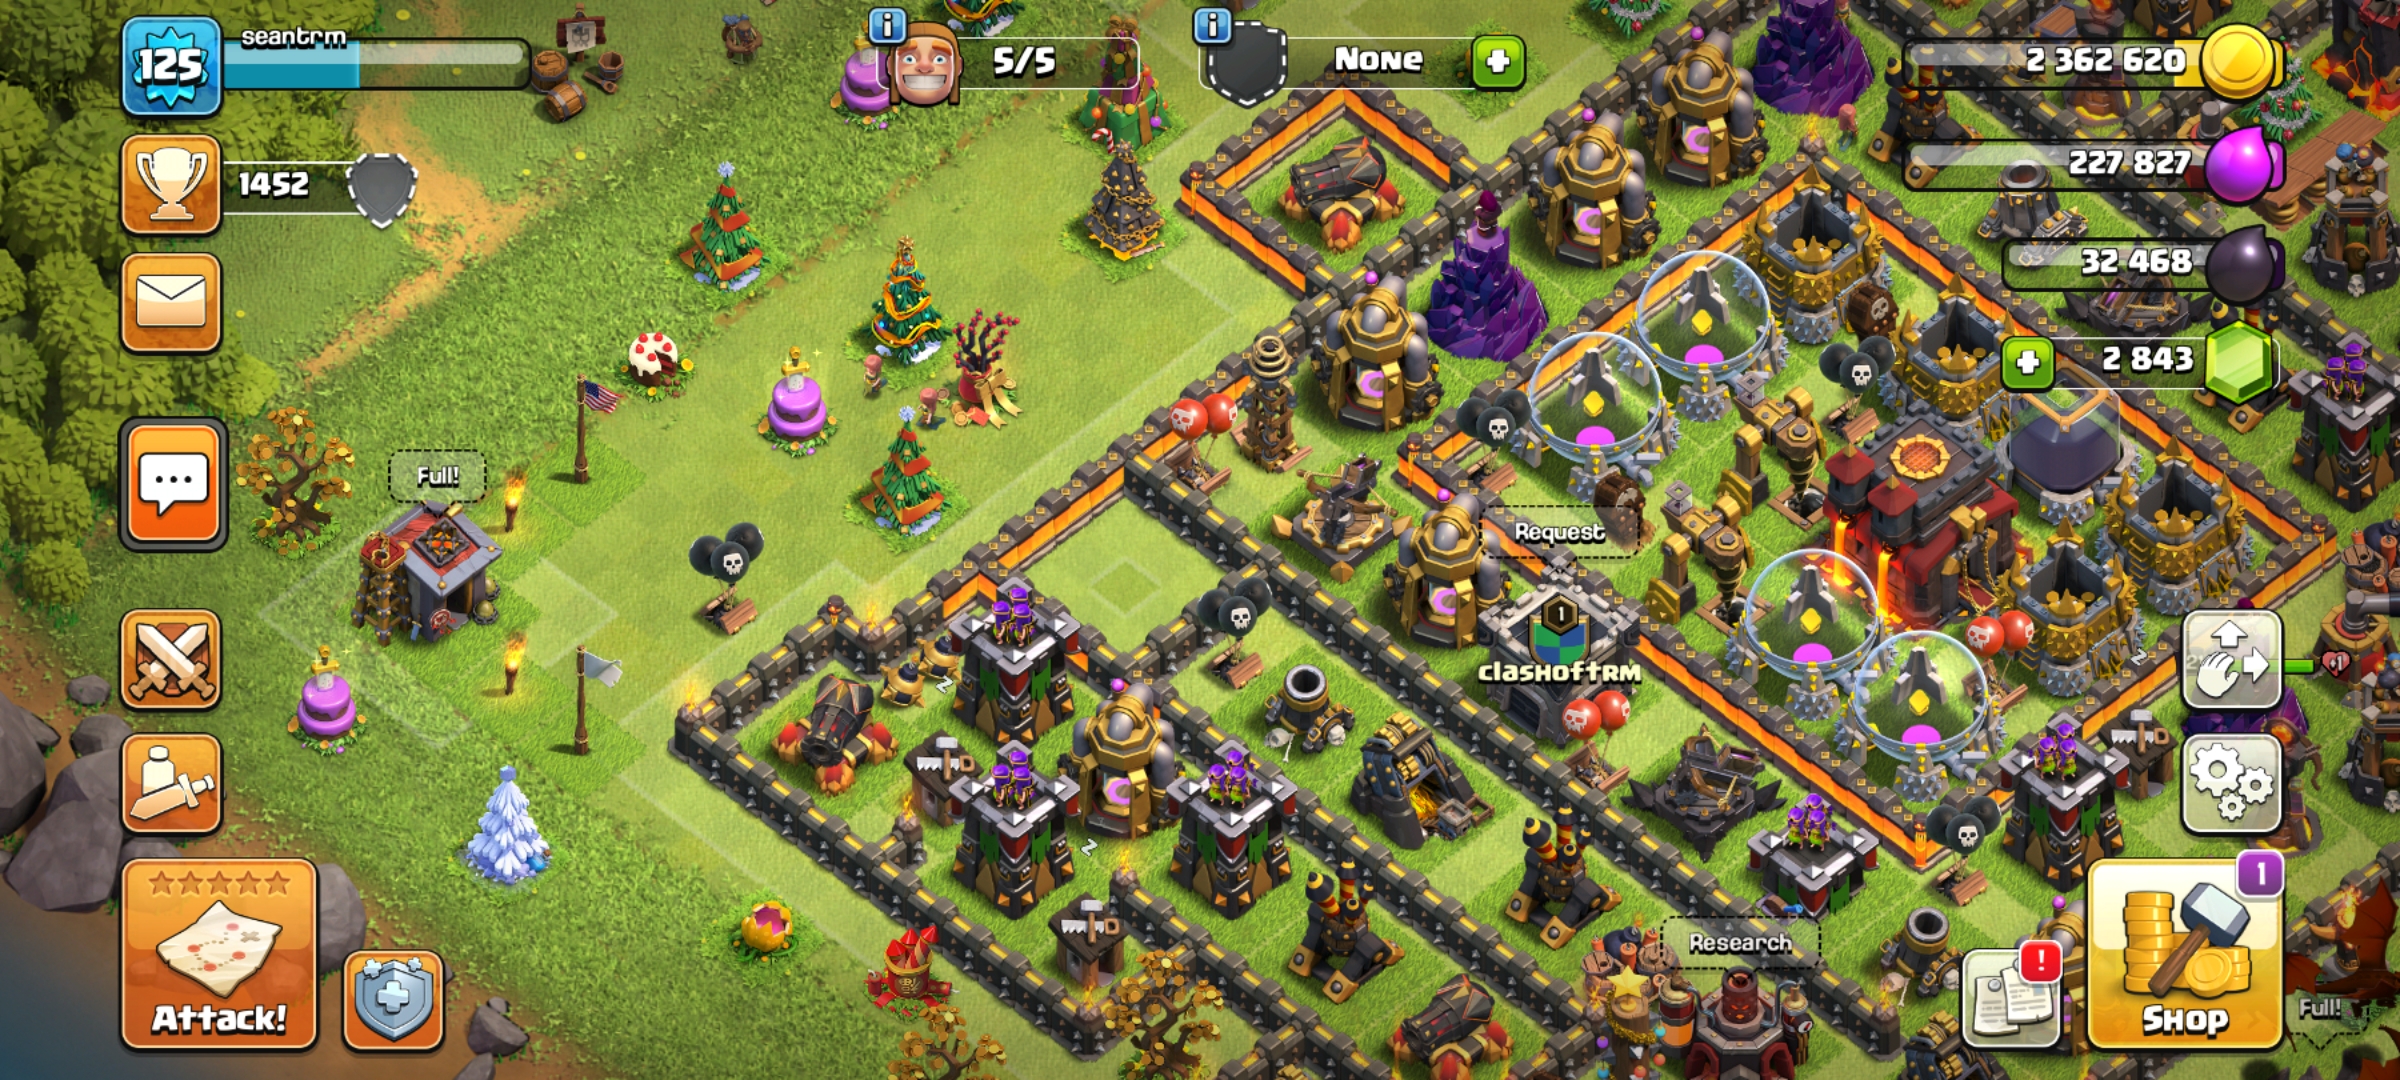 125
seantrm
5/5
None
2 362 620
1452
227 827
32 468
2 843
Full!
Request
1
clashoftRM
z
z
z
+1
Research
1
!
Attack!
Shop
Full!